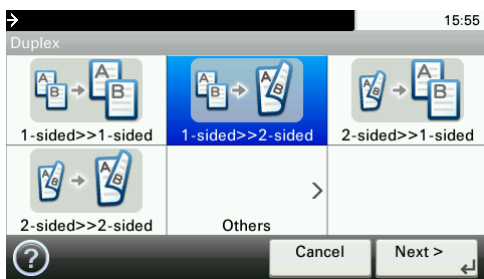 15:55
Duplex
A B A B
1-sided>>1-sided
A B A B
1-sided>>2-sided
A B A B
2-sided>>1-sided
A B A B
2-sided>>2-sided
>
Others
?
Cancel
Next >